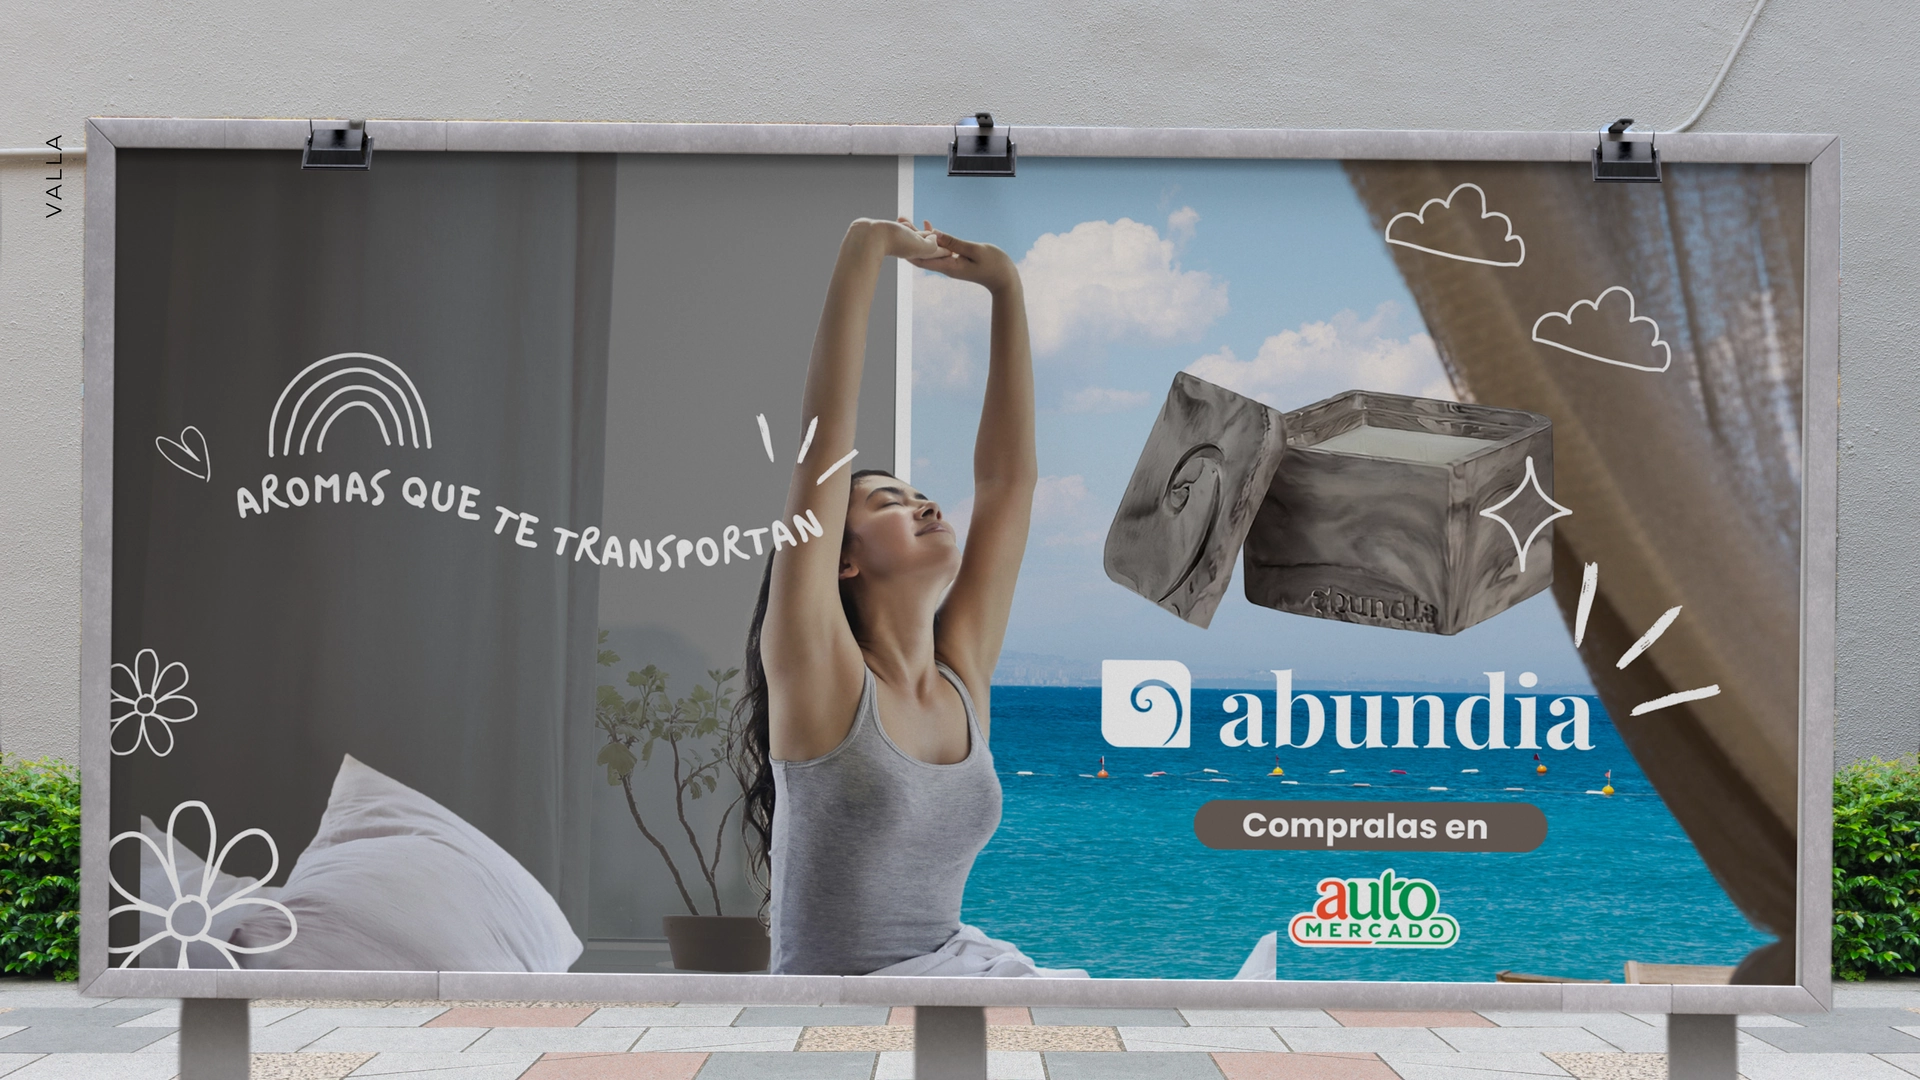 VALLA
AROMAS QUE TE TRANSPORTAN
abundia
abundia
Compralas en
auto
MERCADO